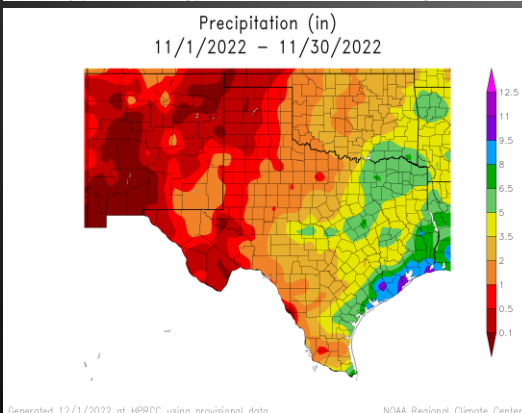 Precipitation (in)
11/1/2022 – 11/30/2022
12.5
11
9.5
8
6.5
5
3.5
2
1
0.5
0.1
Generated 12/1/2022 at HPRCC using provisional data.
NOAA Regional Climate Center